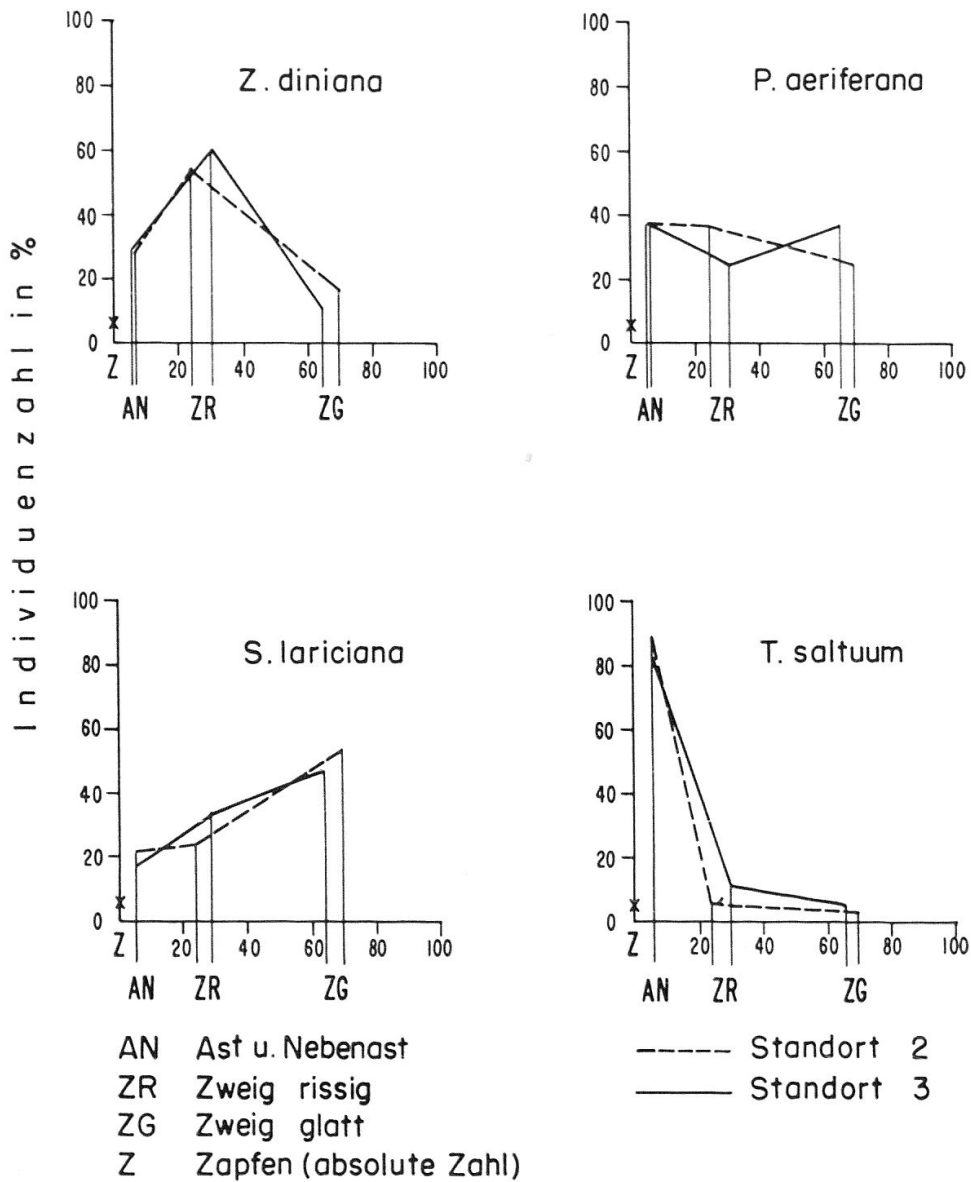 Individuenzahl in %
Z. diniana
100
80
60
40
20
0
Z 20 40 60 80 100
AN ZR ZG
P. aeriferana
100
80
60
40
20
0
Z 20 40 60 80 100
AN ZR ZG
S. lariciana
100
80
60
40
20
0
Z 20 40 60 80 100
AN ZR ZG
T. saltuum
100
80
60
40
20
0
Z 20 40 60 80 100
AN ZR ZG
AN Ast u. Nebenast
ZR Zweig rissig
ZG Zweig glatt
Z Zapfen (absolute Zahl)
Standort 2
Standort 3